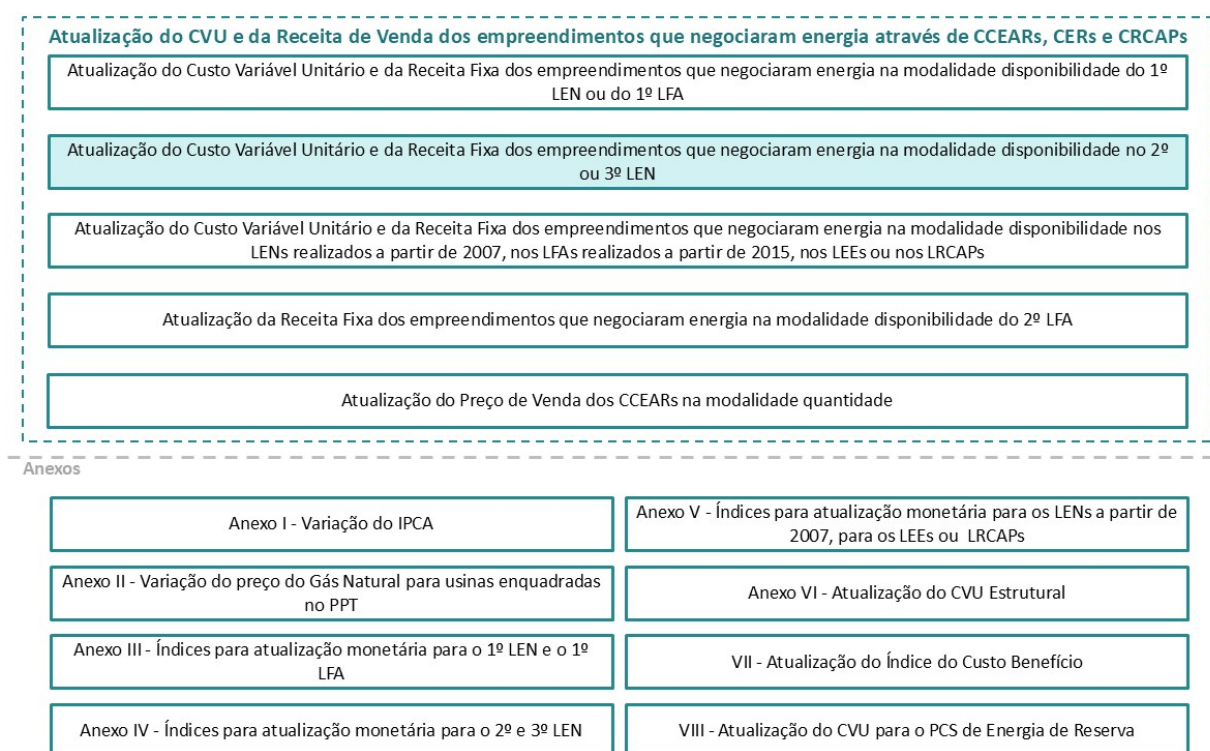 Atualização do CVU e da Receita de Venda dos empreendimentos que negociaram energia através de CCEARs, CERs e CRCAPs
Atualização do Custo Variável Unitário e da Receita Fixa dos empreendimentos que negociaram energia na modalidade disponibilidade do 1º
LEN ou do 1º LFA
Atualização do Custo Variável Unitário e da Receita Fixa dos empreendimentos que negociaram energia na modalidade disponibilidade no 2º
ou 3º LEN
Atualização do Custo Variável Unitário e da Receita Fixa dos empreendimentos que negociaram energia na modalidade disponibilidade nos
LENs realizados a partir de 2007, nos LFAs realizados a partir de 2015, nos LEEs ou nos LRCAPs
Atualização da Receita Fixa dos empreendimentos que negociaram energia na modalidade disponibilidade do 2º LFA
Atualização do Preço de Venda dos CCEARs na modalidade quantidade
Anexos
Anexo I - Variação do IPCA
Anexo II - Variação do preço do Gás Natural para usinas enquadradas
no PPT
Anexo III - Índices para atualização monetária para o 1º LEN e o 1º
LFA
Anexo IV - Índices para atualização monetária para o 2º e 3º LEN
Anexo V - Índices para atualização monetária para os LENs a partir de
2007, para os LEEs ou LRCAPs
Anexo VI - Atualização do CVU Estrutural
VII - Atualização do Índice do Custo Benefício
VIII - Atualização do CVU para o PCS de Energia de Reserva